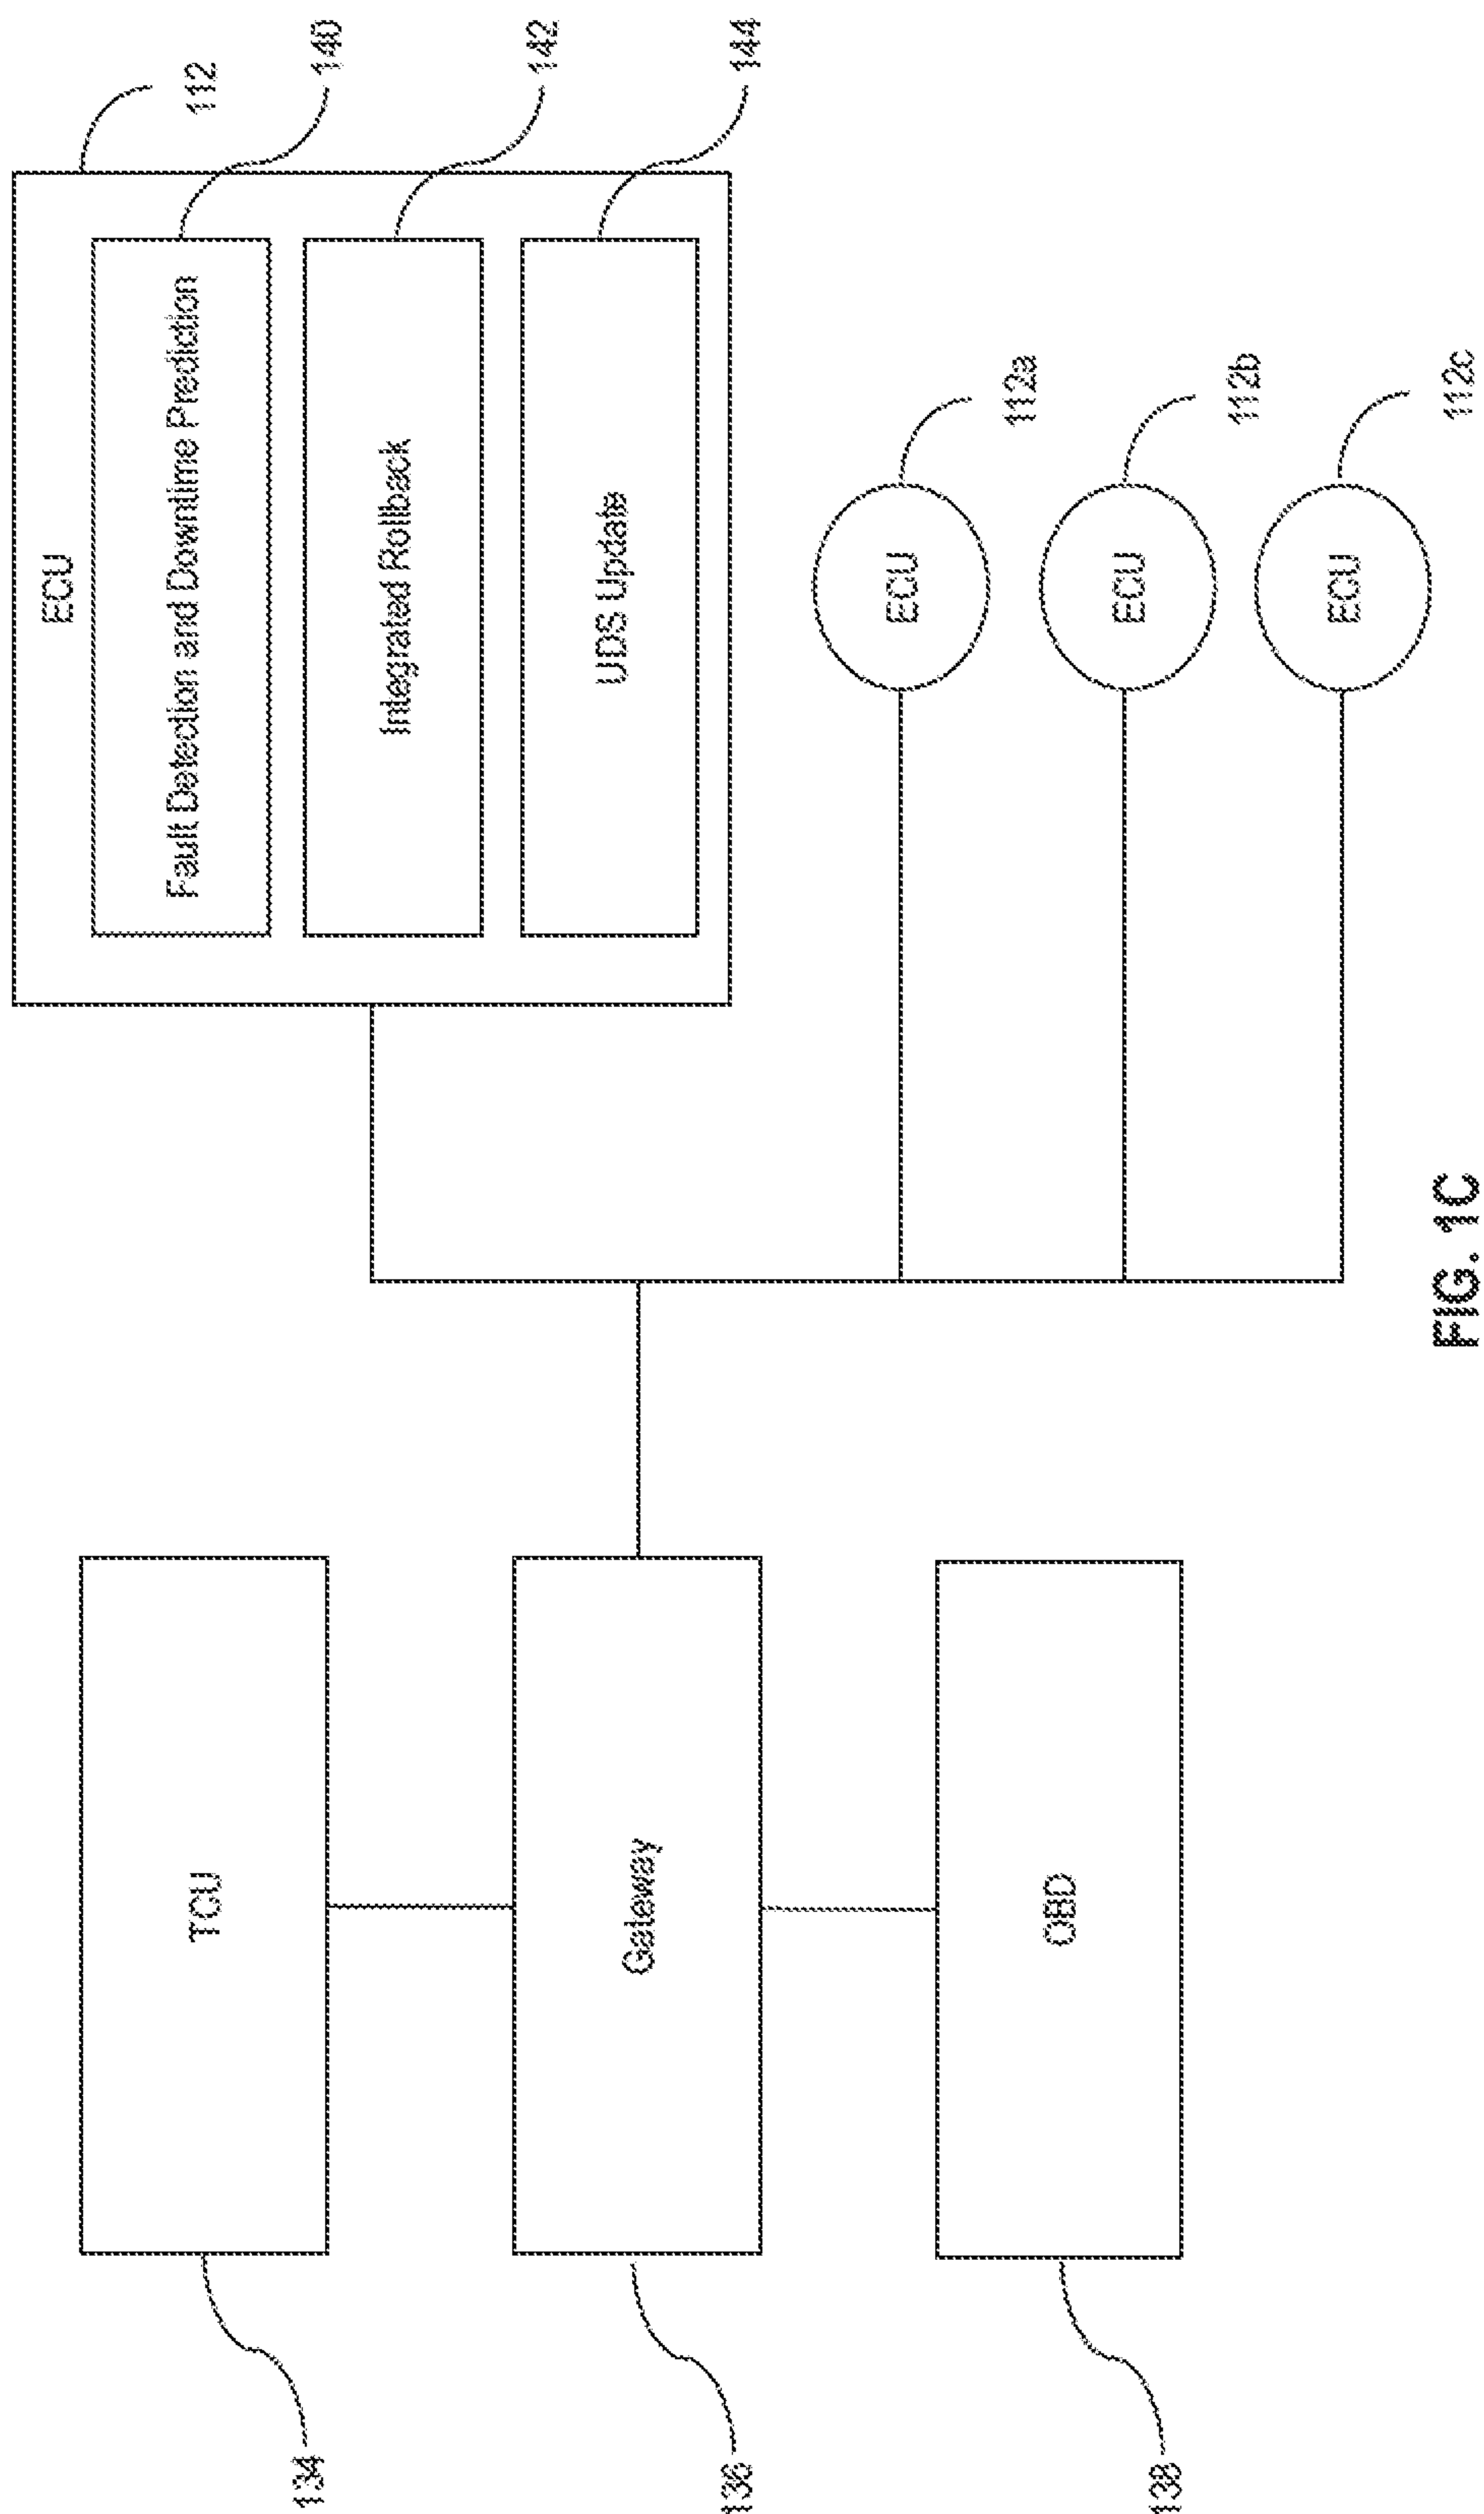 ECU
112
Fault Detection and Downtime Prediction
140
Integrated Rollback
142
UDS Update
144
TCU
134
Gateway
136
OBD
138
ECU
112a
ECU
112b
ECU
112c
FIG. 1C